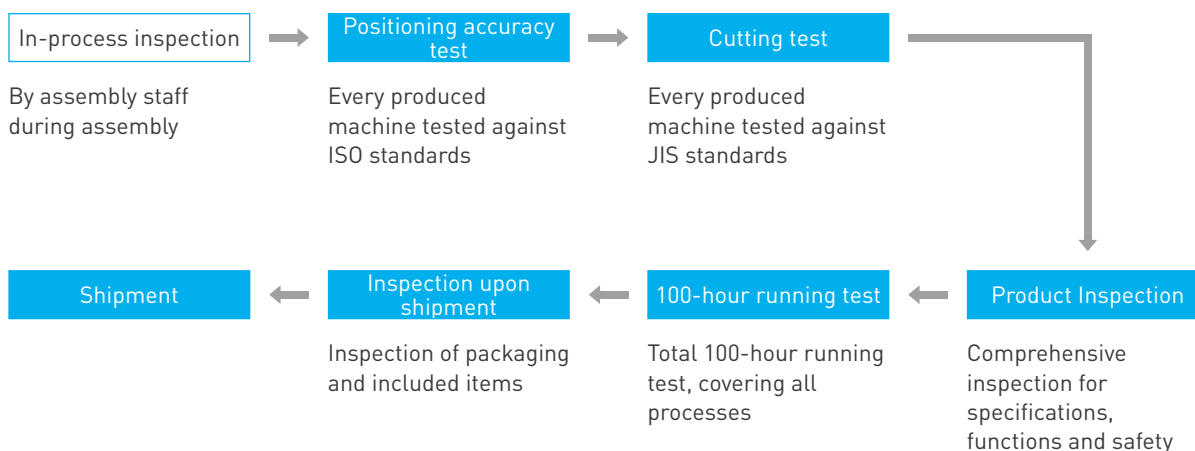 In-process inspection
By assembly staff
during assembly
Positioning accuracy
test
Every produced
machine tested against
ISO standards
Cutting test
Every produced
machine tested against
JIS standards
Product Inspection
Comprehensive
inspection for
specifications,
functions and safety
100-hour running test
Total 100-hour running
test, covering all
processes
Inspection upon
shipment
Inspection of packaging
and included items
Shipment